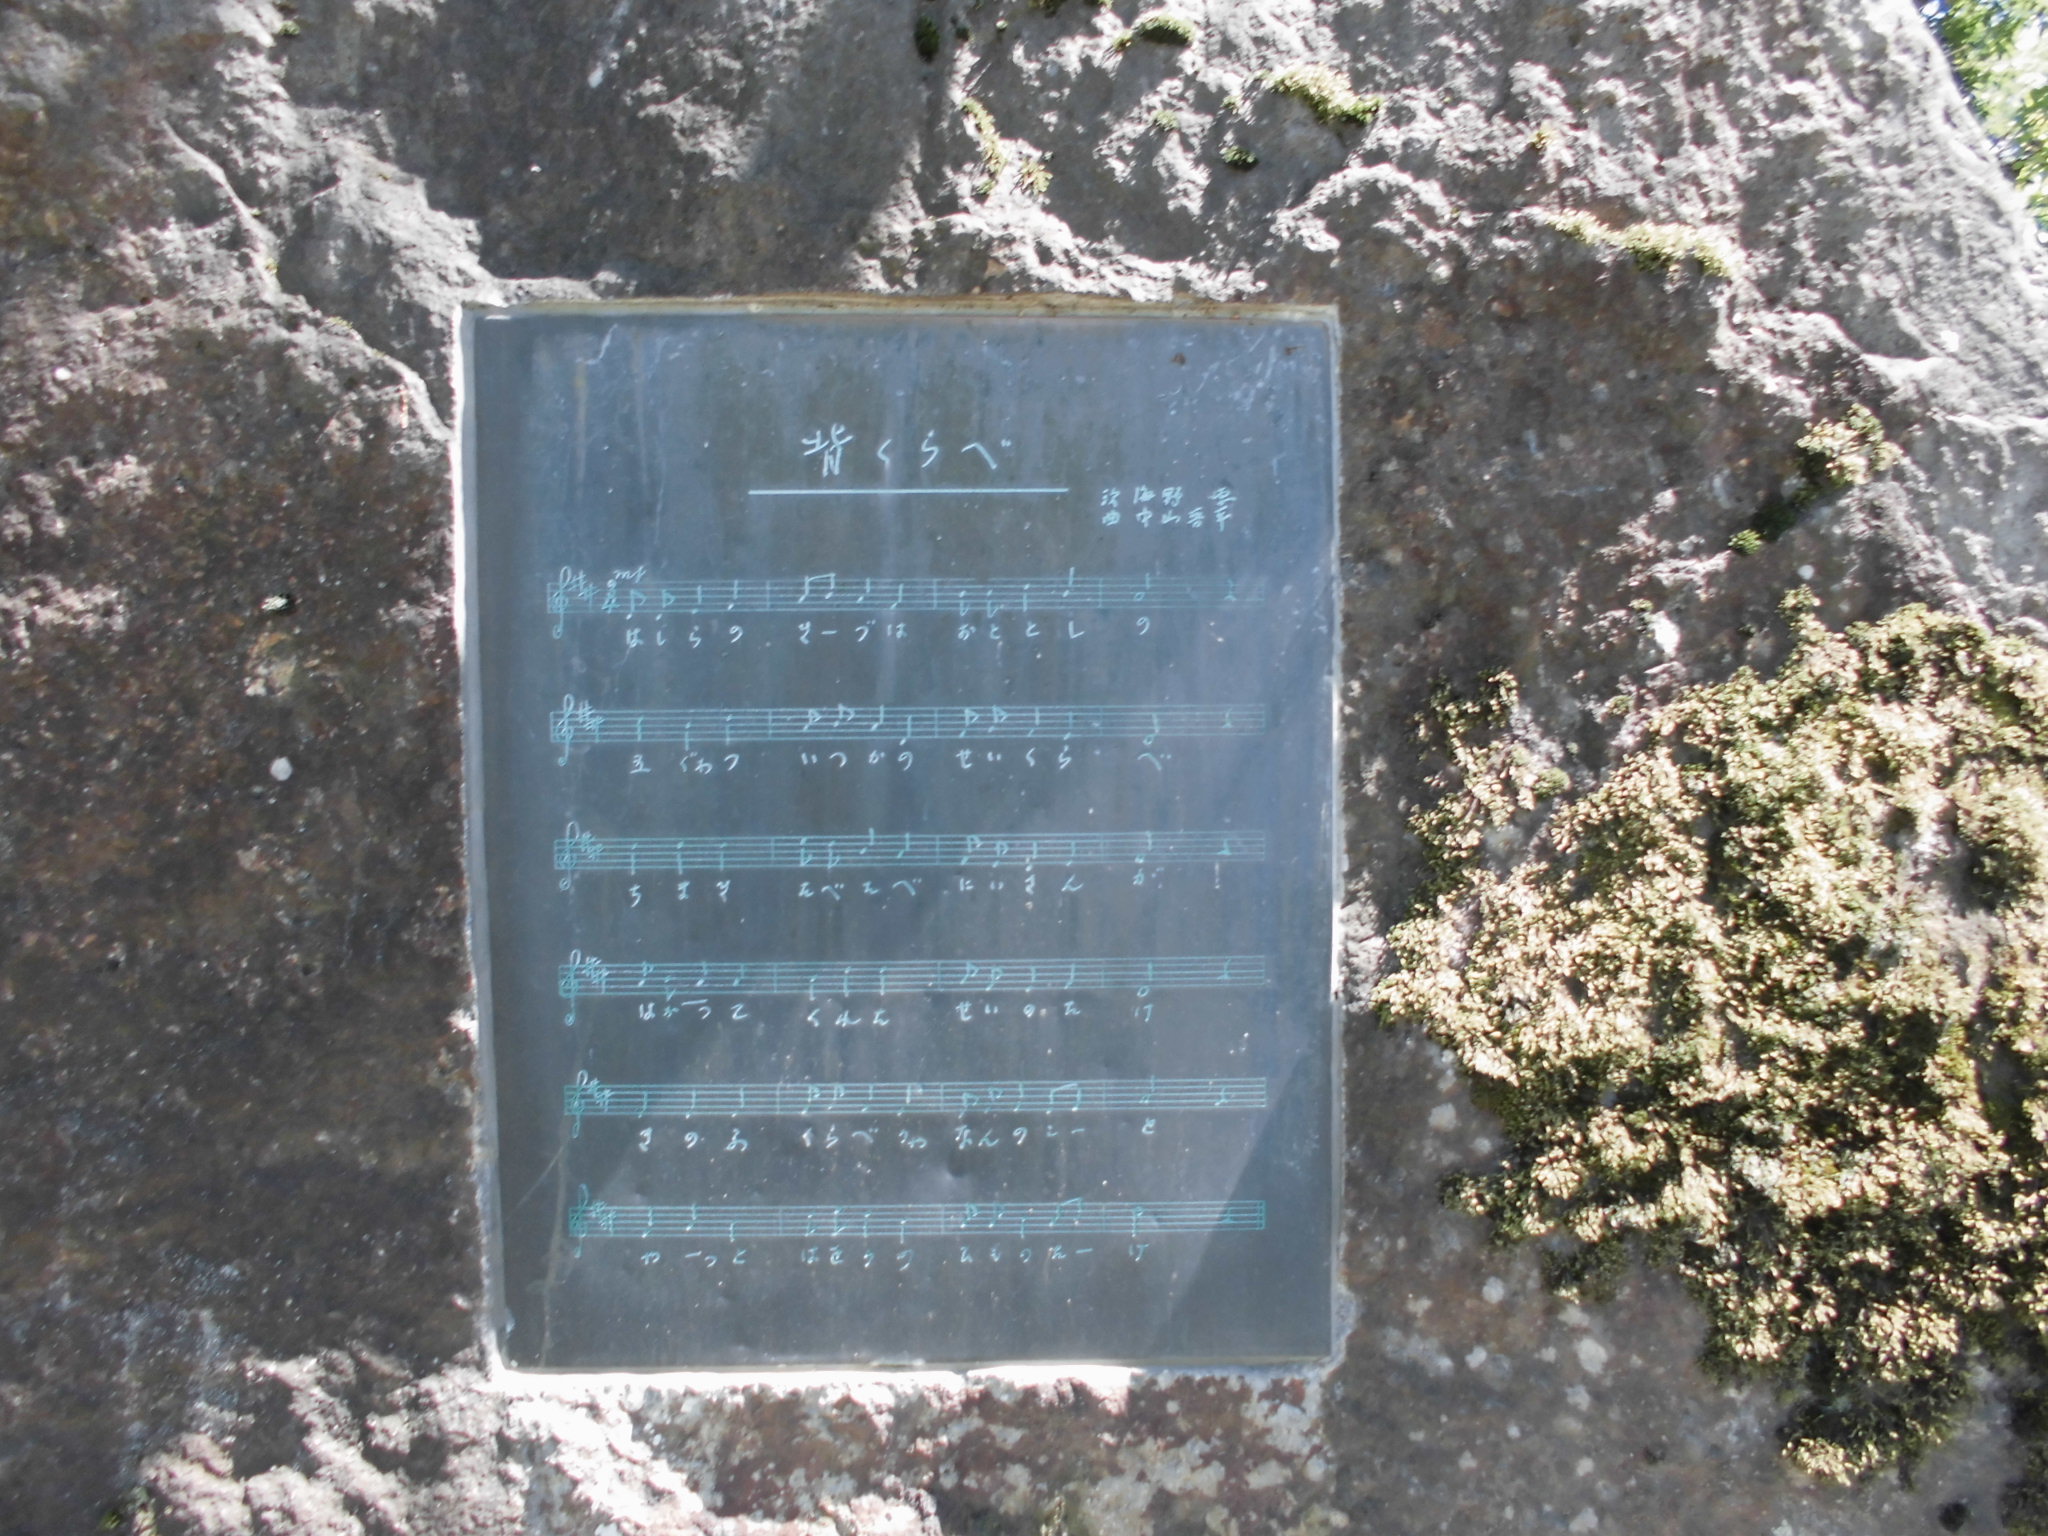 背くらべ
詩 海野 厚
曲 中山晋平
mf
はしらの きーづは おととし の
五ぐわつ いつかの せいくら べ
ちまき たべたべ にいさん が
はかつて くれた せいのた け
きのふ くらべりや なんのこー と
やーつと はおりの ひものたー け